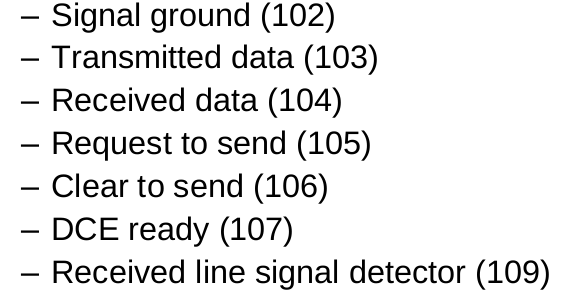 – Signal ground (102)
– Transmitted data (103)
– Received data (104)
– Request to send (105)
– Clear to send (106)
– DCE ready (107)
– Received line signal detector (109)